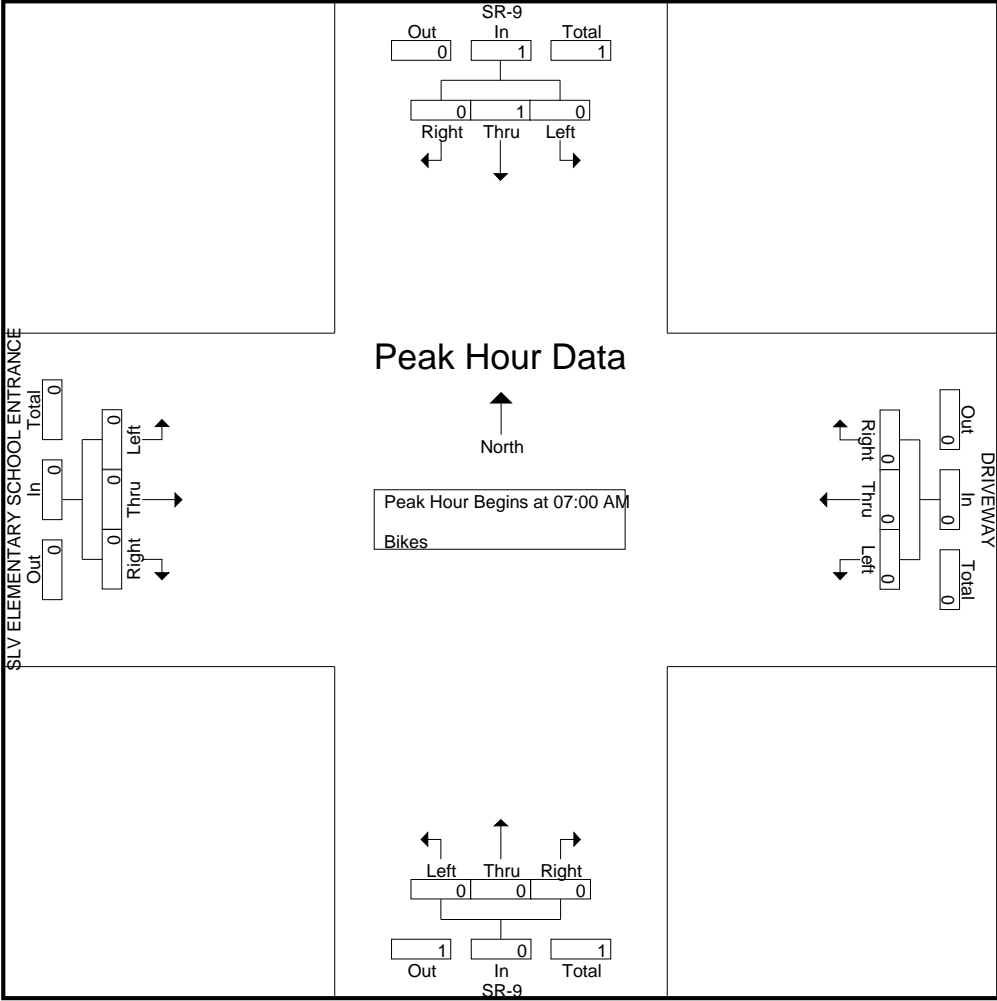 SR-9
Out In Total
0 1 1
0 1 0
Right Thru Left
Peak Hour Data
North
Peak Hour Begins at 07:00 AM
Bikes
SLV ELEMENTARY SCHOOL ENTRANCE
Out In Total
0 0 0
0 0 0
Right Thru Left
DRIVEWAY
Out In Total
0 0 0
0 0 0
Right Thru Left
Left Thru Right
0 0 0
1 0 1
Out In Total
SR-9